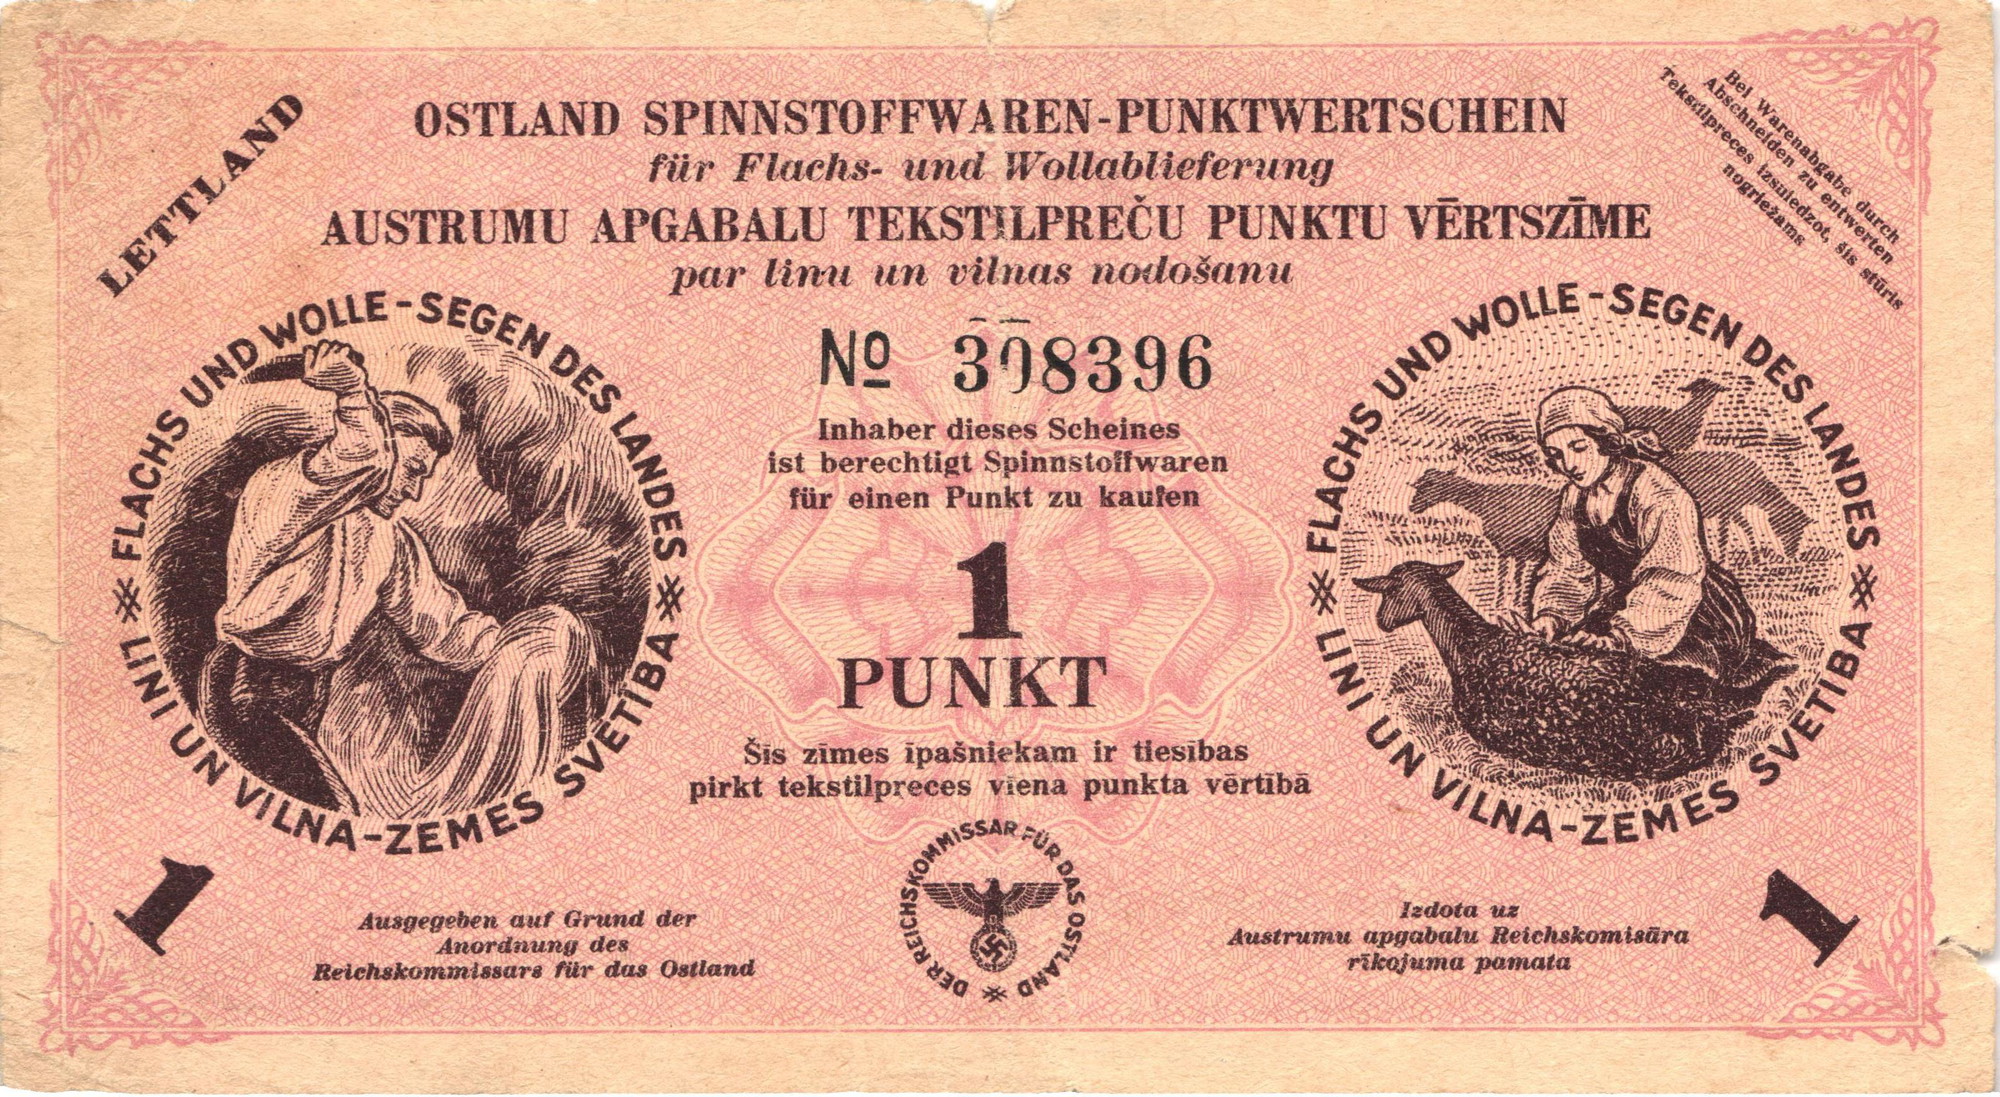 LETTLAND
OSTLAND SPINNSTOFFWAREN-PUNKTWERTSCHEIN
für Flachs- und Wollablieferung
AUSTRUMU APGABALU TEKSTILPREČU PUNKTU VĒRTSZĪME
par linu un vilnas nodošanu
Bei Warenabgabe durch
Abschneiden zu entwerten
Tekstilpreces izsniedzot, šis stūris
nogriežams
FLACHS UND WOLLE-SEGEN DES LANDES
LINI UN VILNA-ZEMES SVĒTĪBA
№ 308396
Inhaber dieses Scheines
ist berechtigt Spinnstoffwaren
für einen Punkt zu kaufen
1
PUNKT
Šīs zīmes īpašniekam ir tiesības
pirkt tekstilpreces viena punkta vērtībā
FLACHS UND WOLLE-SEGEN DES LANDES
LINI UN VILNA-ZEMES SVĒTĪBA
1
Ausgegeben auf Grund der
Anordnung des
Reichskommissars für das Ostland
DER REICHSKOMMISSAR FÜR DAS OSTLAND
Izdota uz
Austrumu apgabalu Reichskomisāra
rīkojuma pamata
1